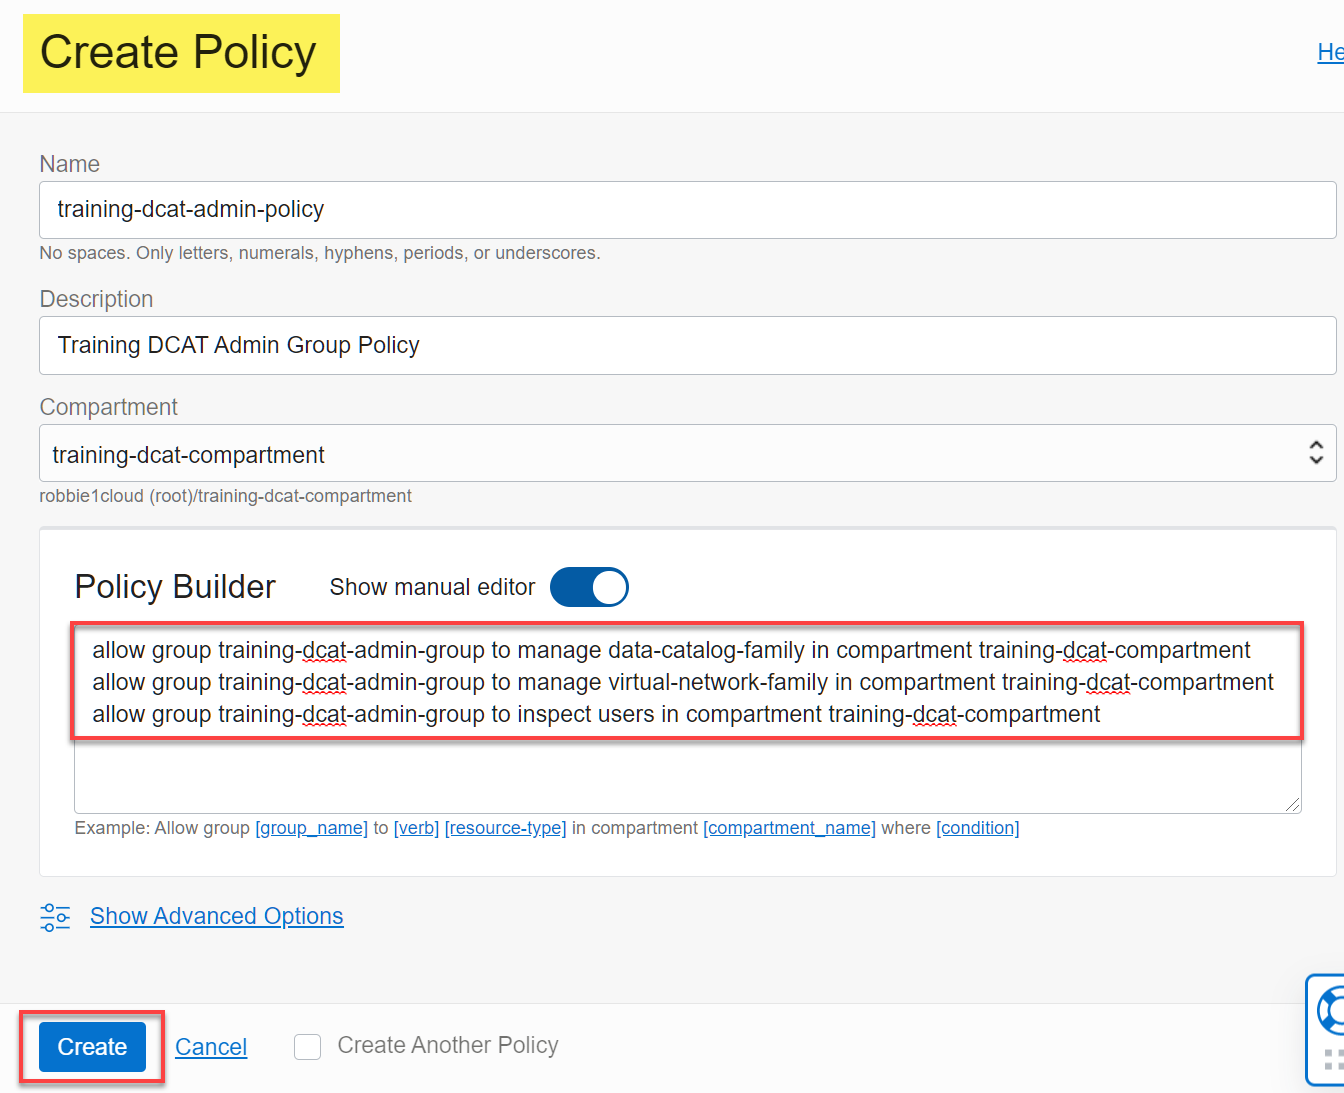 Create Policy
He
Name
training-dcat-admin-policy
No spaces. Only letters, numerals, hyphens, periods, or underscores.
Description
Training DCAT Admin Group Policy
Compartment
training-dcat-compartment
robbie1cloud (root)/training-dcat-compartment
Policy Builder Show manual editor
allow group training-dcat-admin-group to manage data-catalog-family in compartment training-dcat-compartment
allow group training-dcat-admin-group to manage virtual-network-family in compartment training-dcat-compartment
allow group training-dcat-admin-group to inspect users in compartment training-dcat-compartment
Example: Allow group [group_name] to [verb] [resource-type] in compartment [compartment_name] where [condition]
Show Advanced Options
Create Cancel Create Another Policy